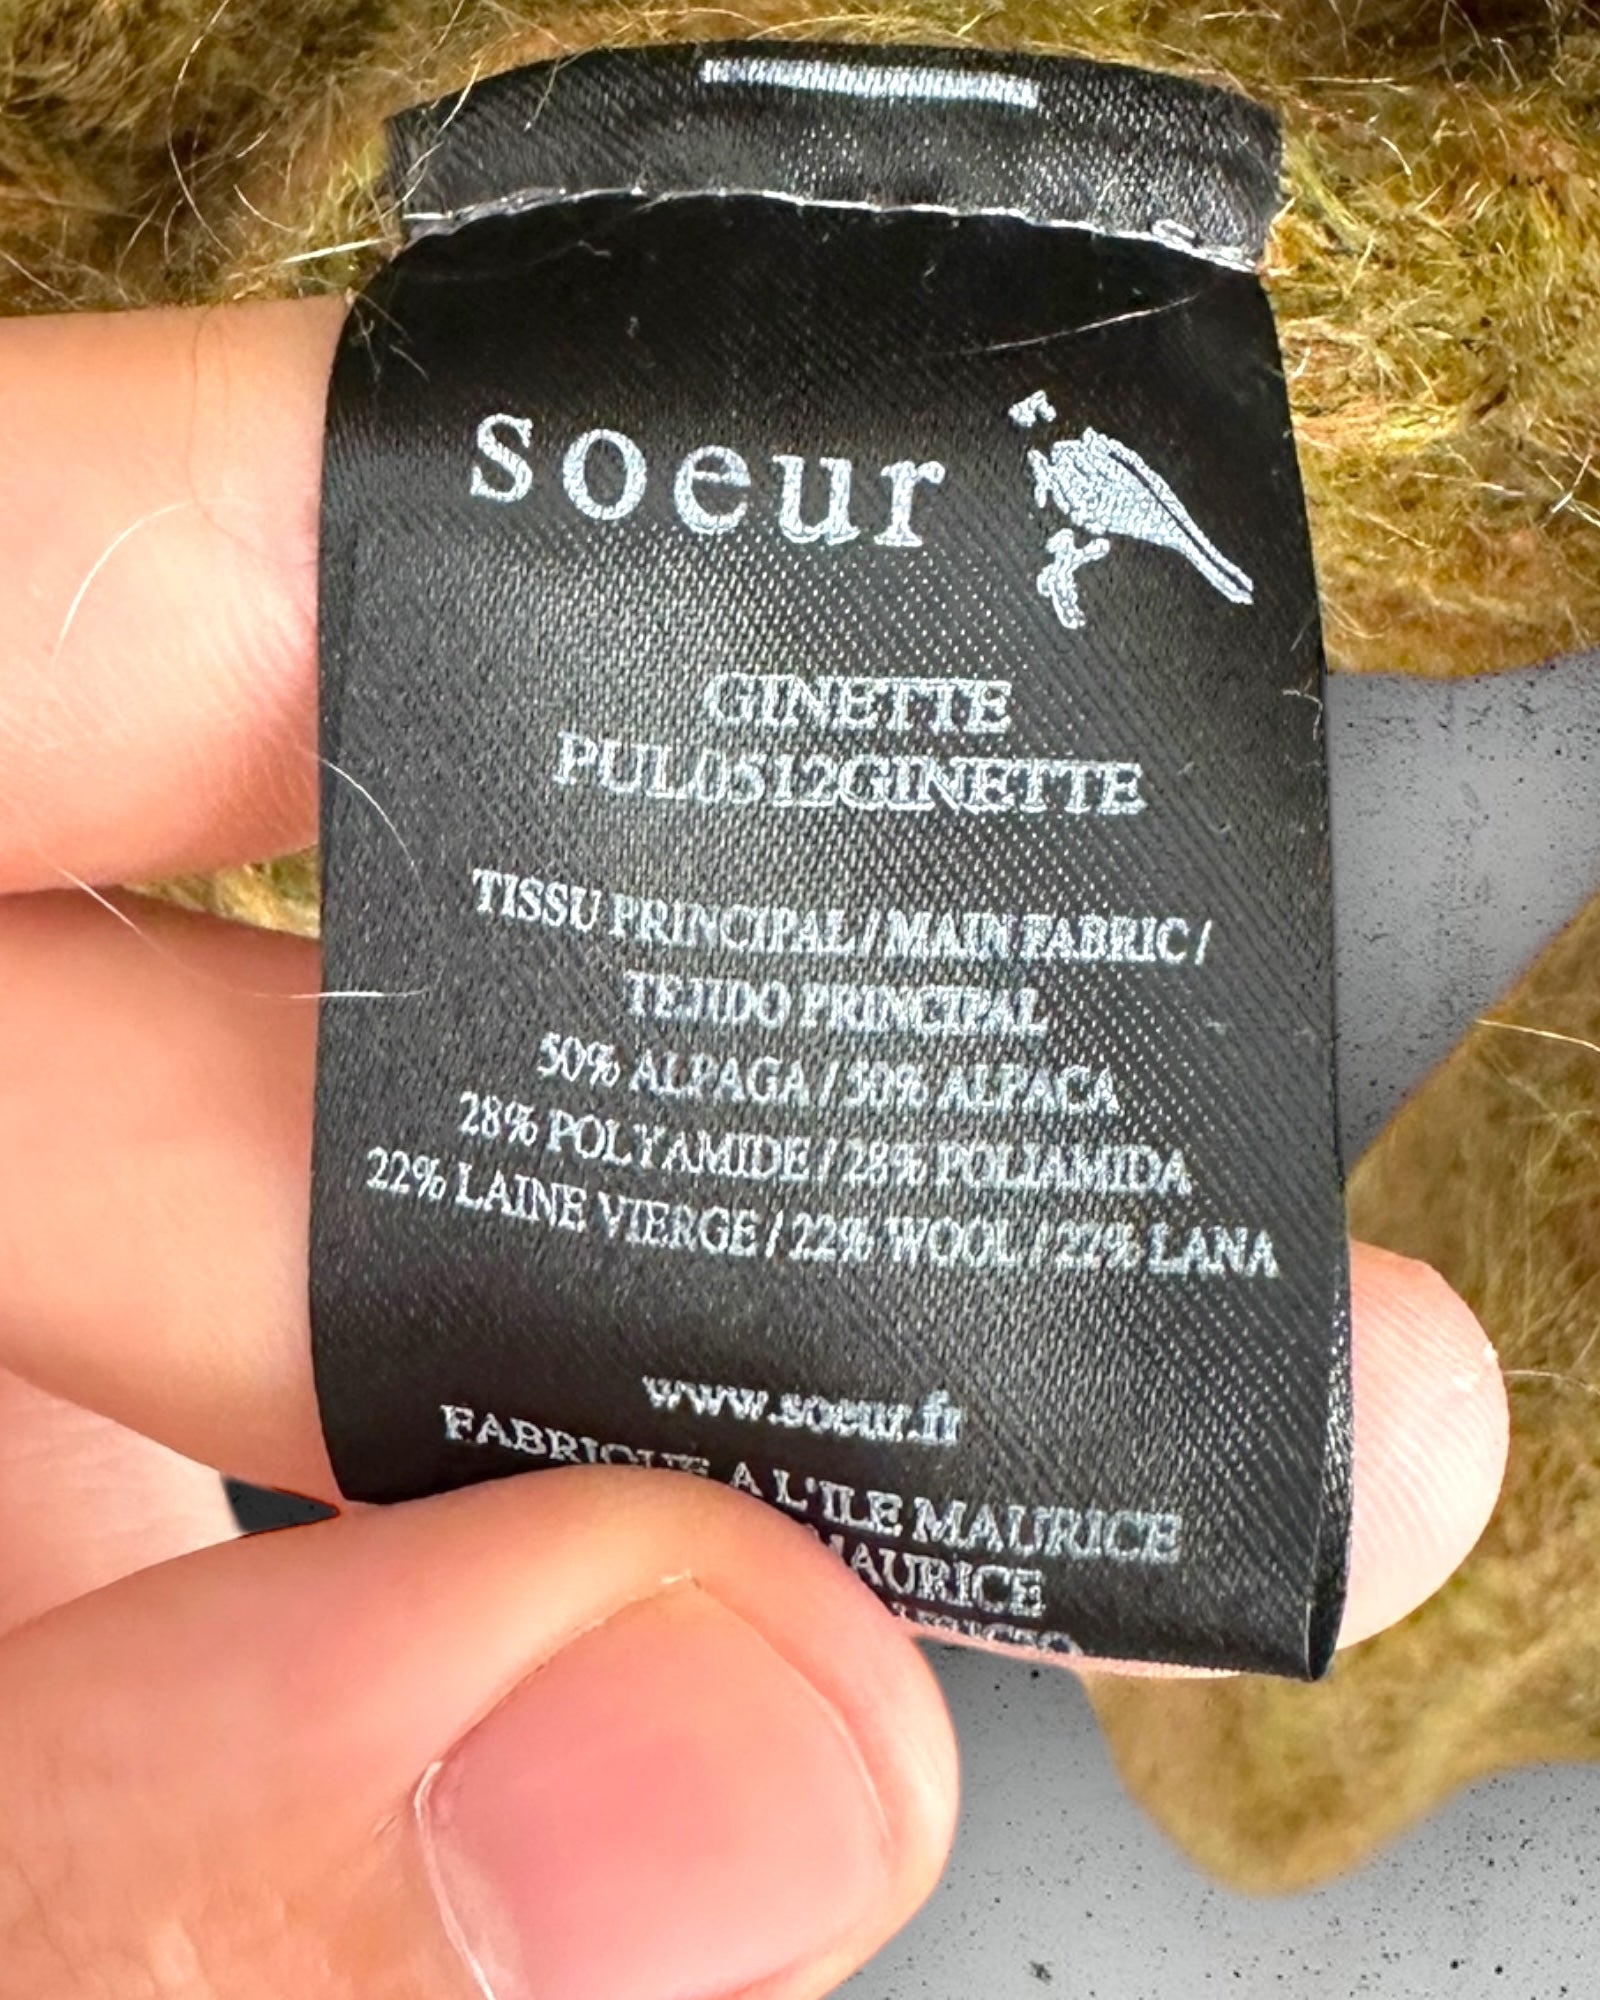 soeur
GINETTE
PUL0512GINETTE
TISSU PRINCIPAL / MAIN FABRIC /
TEJIDO PRINCIPAL
50% ALPAGA / 50% ALPACA
28% POLYAMIDE / 28% POLIAMIDA
22% LAINE VIERGE / 22% WOOL / 22% LANA
www.soeur.fr
FABRIQUE A L'ILE MAURICE
MAURICE